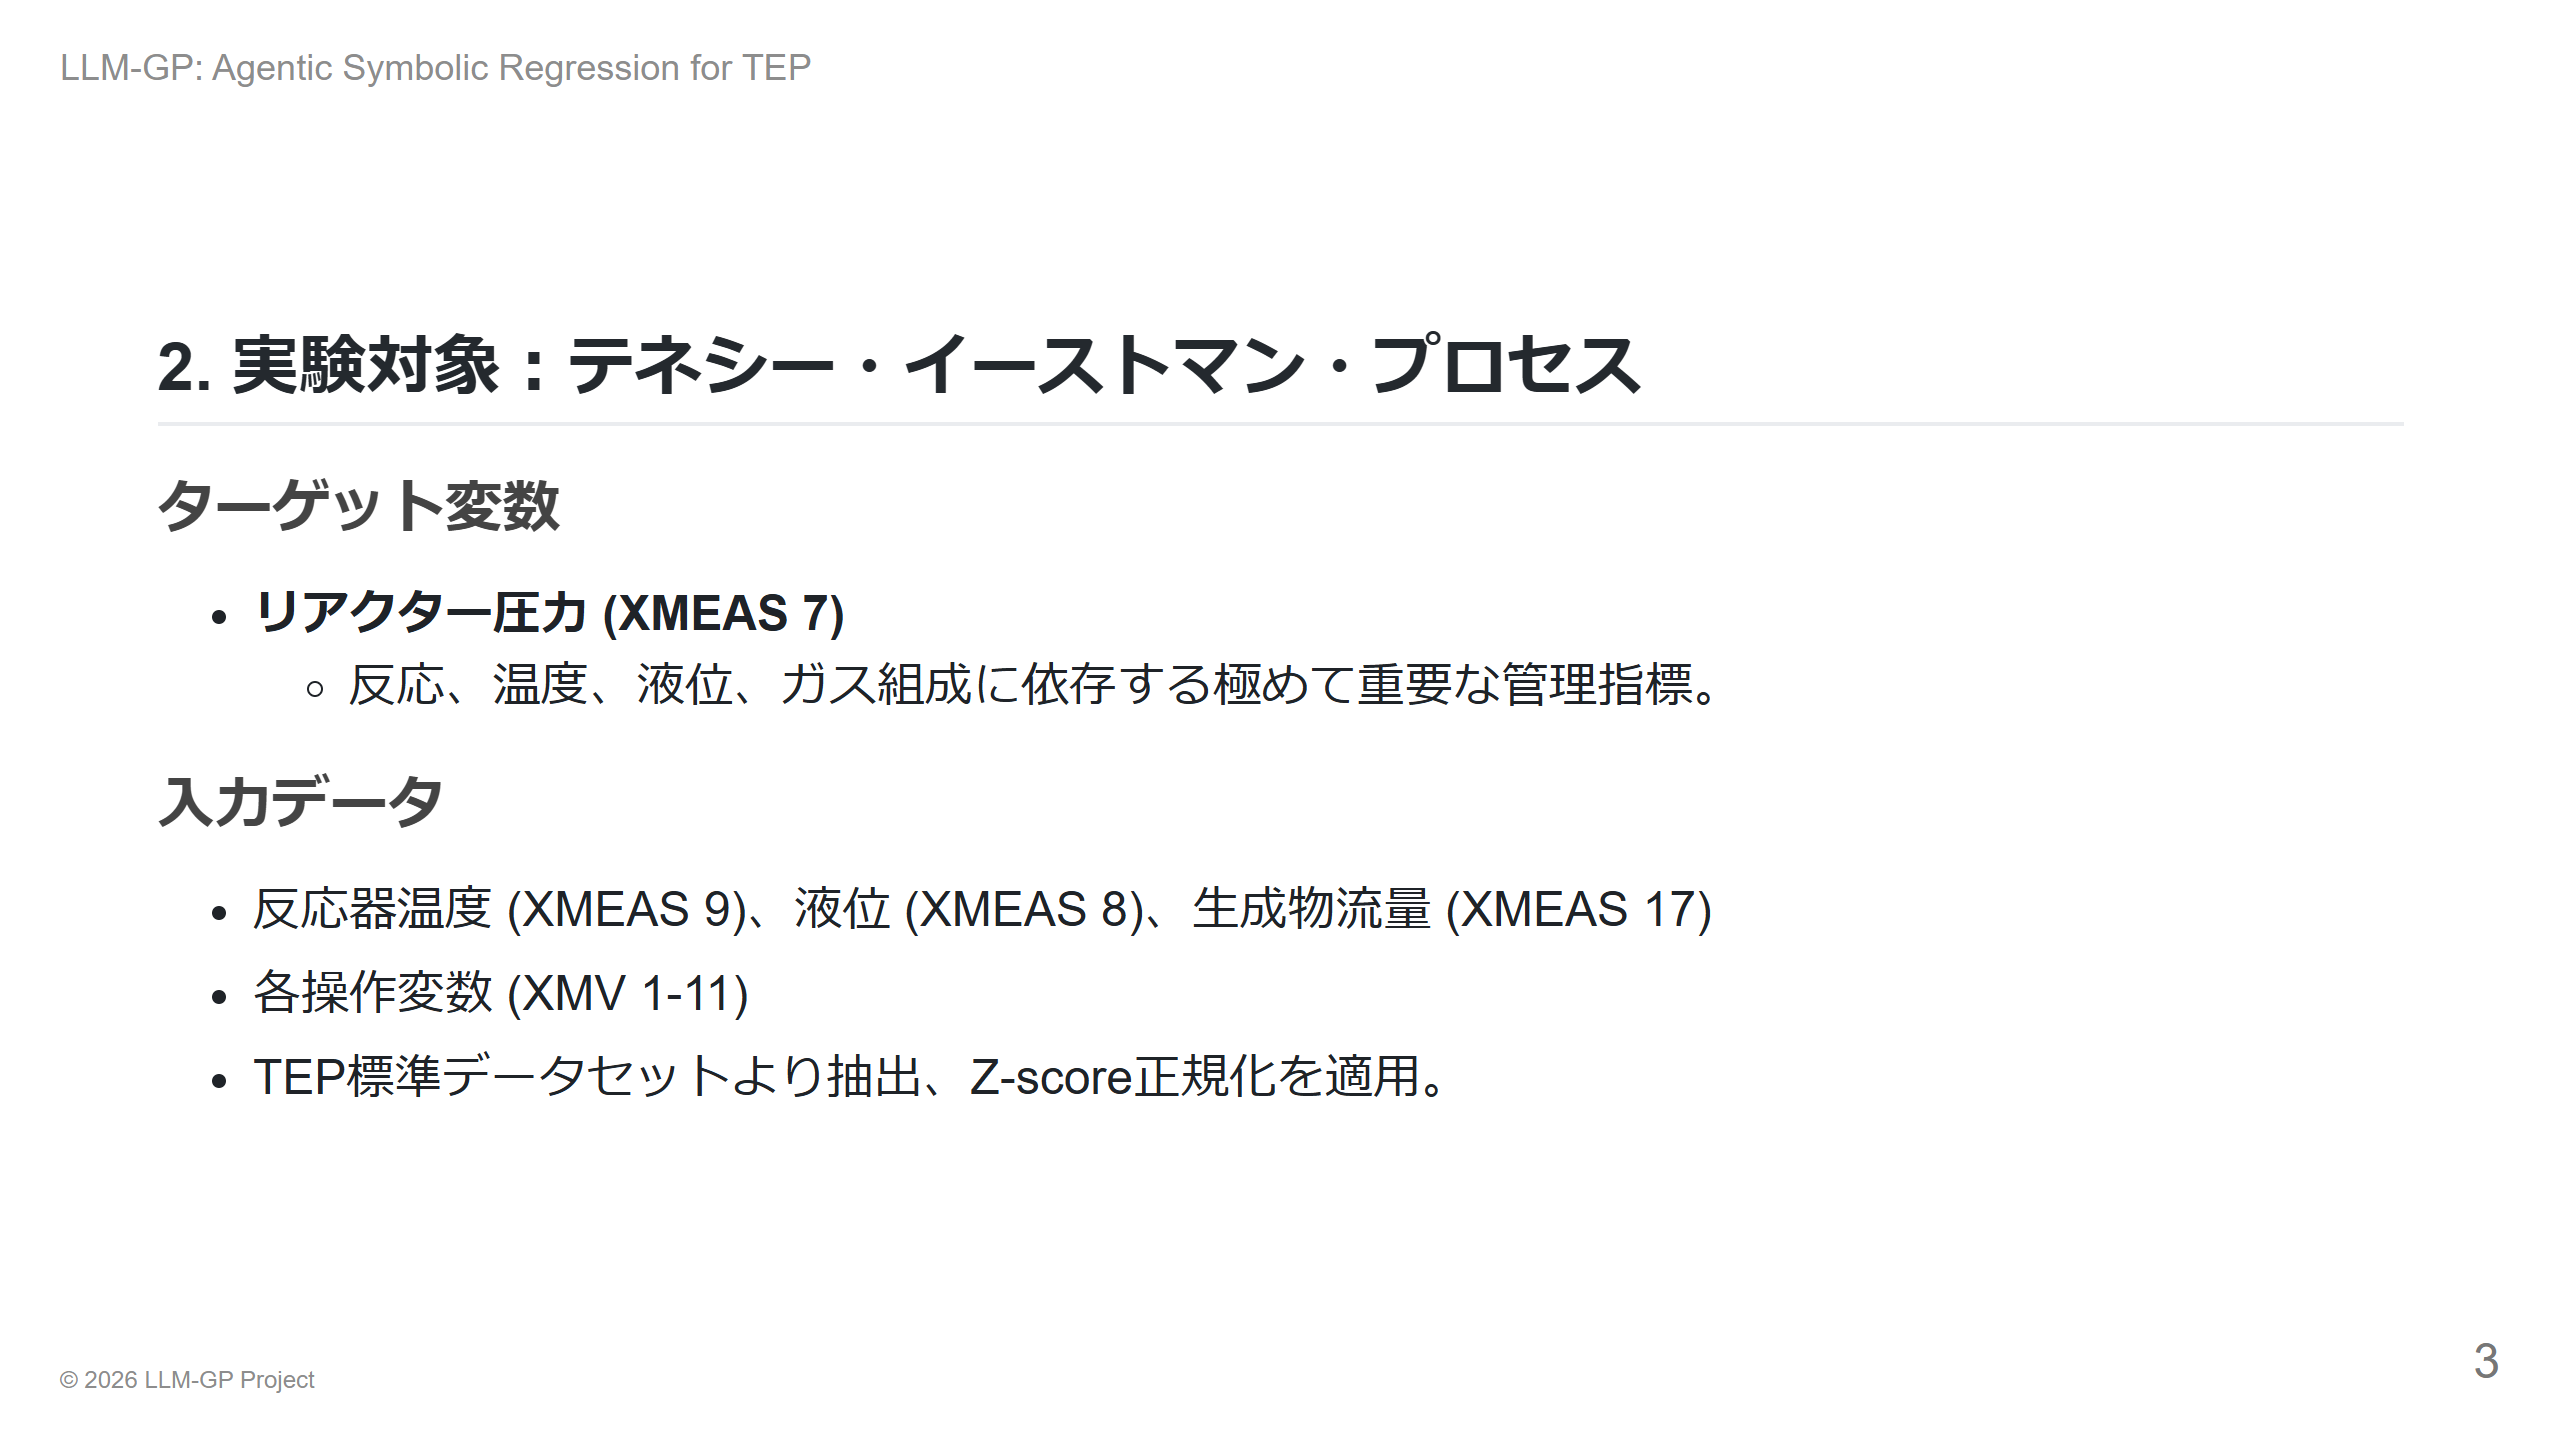 LLM-GP: Agentic Symbolic Regression for TEP
2. 実験対象：テネシー・イーストマン・プロセス
ターゲット変数
• リアクター圧力 (XMEAS 7)
◦ 反応、温度、液位、ガス組成に依存する極めて重要な管理指標。
入力データ
• 反応器温度 (XMEAS 9)、液位 (XMEAS 8)、生成物流量 (XMEAS 17)
• 各操作変数 (XMV 1-11)
• TEP標準データセットより抽出、Z-score正規化を適用。
© 2026 LLM-GP Project
3